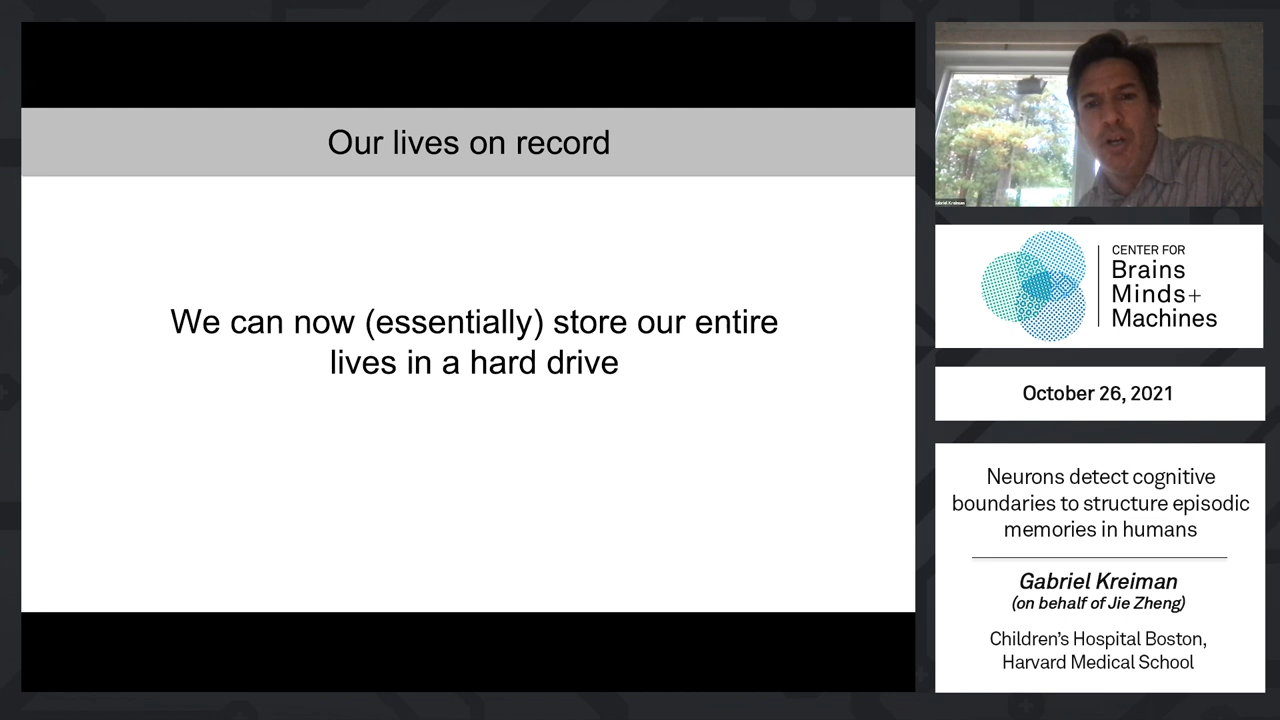 Our lives on record
We can now (essentially) store our entire
lives in a hard drive
Gabriel Kreiman
CENTER FOR
Brains
Minds+
Machines
October 26, 2021
Neurons detect cognitive
boundaries to structure episodic
memories in humans
Gabriel Kreiman
(on behalf of Jie Zheng)
Children's Hospital Boston,
Harvard Medical School